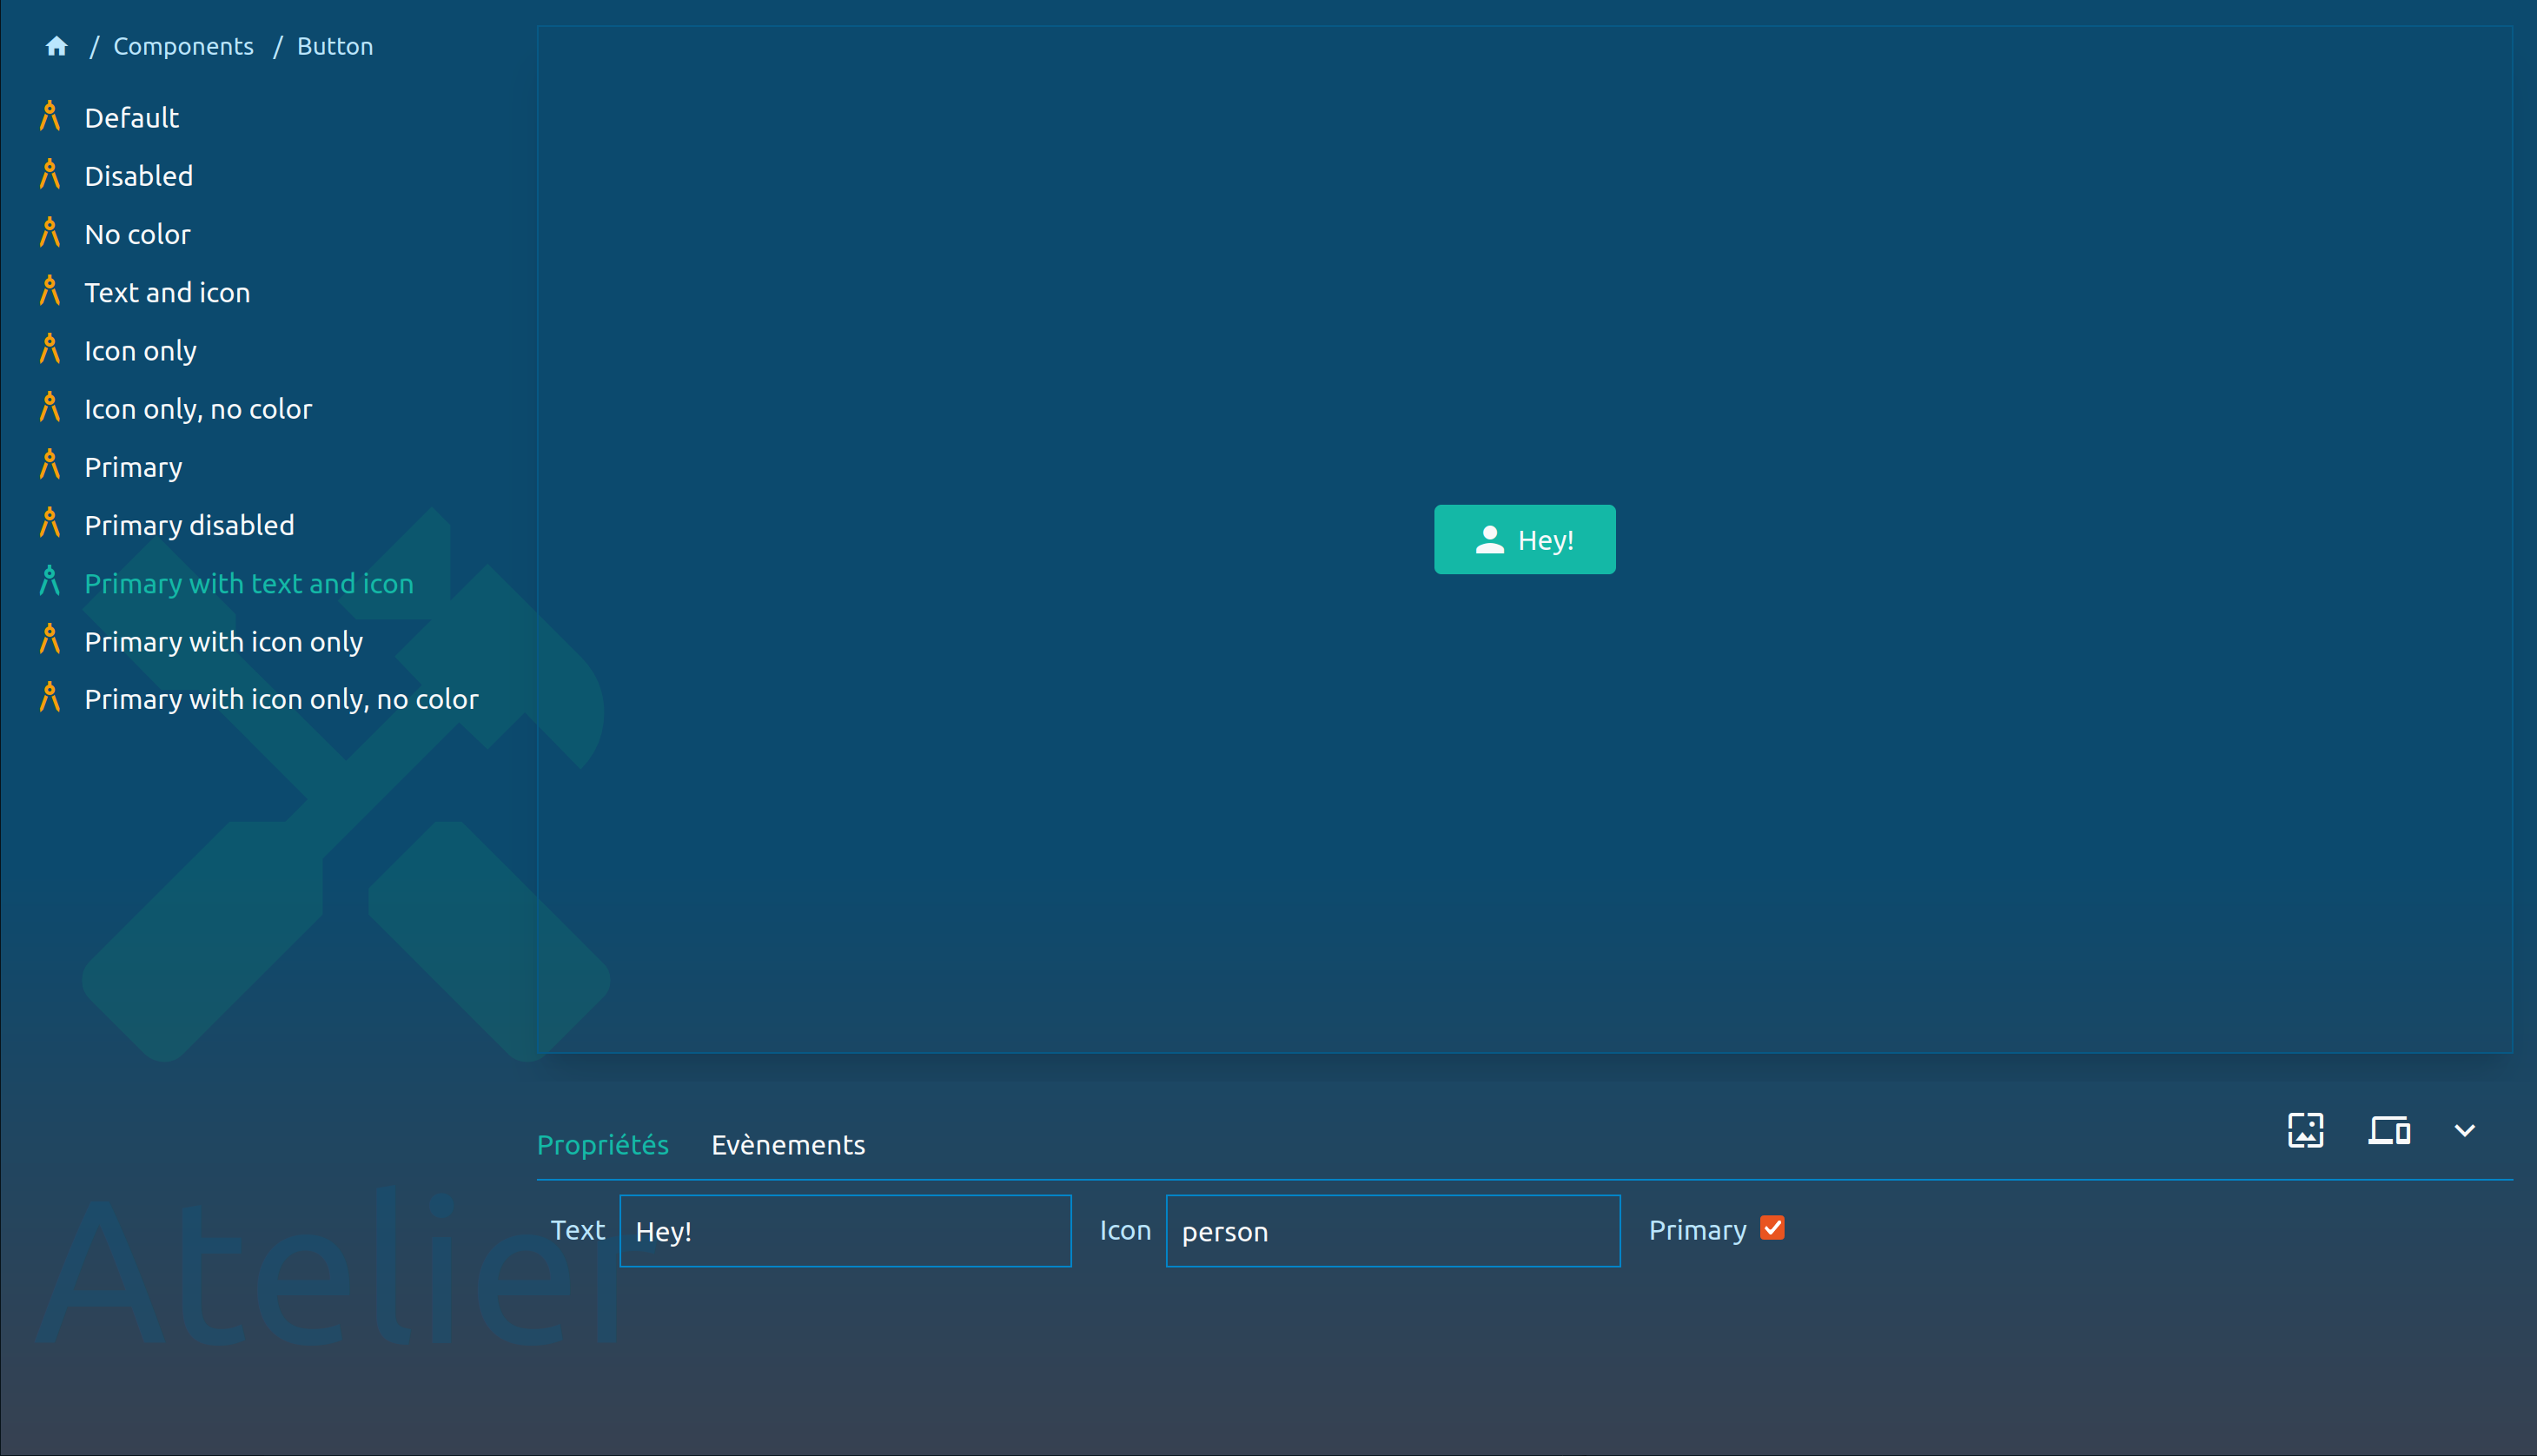 / Components / Button
Default
Disabled
No color
Text and icon
Icon only
Icon only, no color
Primary
Primary disabled
Primary with text and icon
Primary with icon only
Primary with icon only, no color
Hey!
Propriétés Evènements
Text Hey! Icon person Primary
Atelier